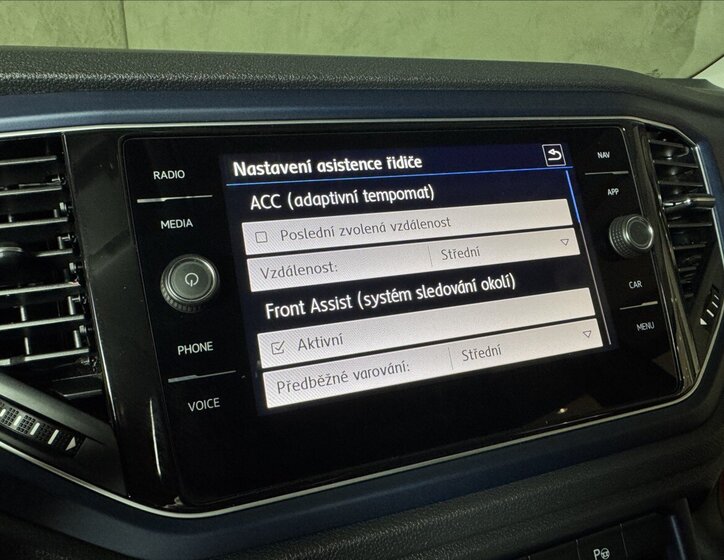 RADIO
MEDIA
PHONE
VOICE
Nastavení asistence řidiče
ACC (adaptivní tempomat)
Poslední zvolená vzdálenost
Vzdálenost: Střední
Front Assist (systém sledování okolí)
Aktivní
Předběžné varování: Střední
NAV
APP
CAR
MENU
P